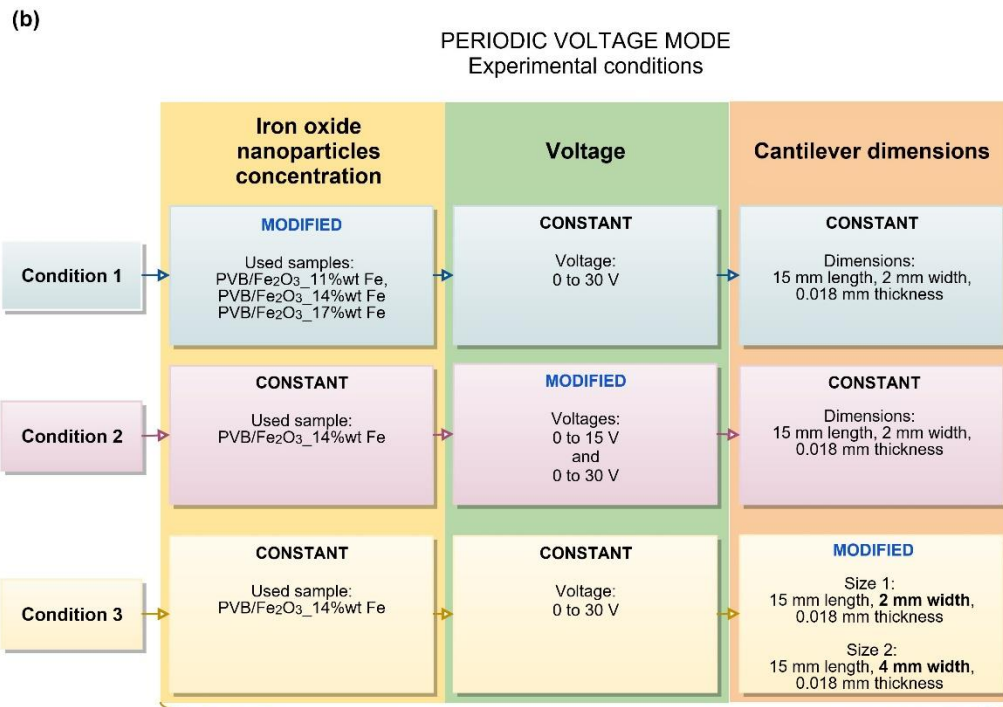 (b)
PERIODIC VOLTAGE MODE
Experimental conditions
Iron oxide
nanoparticles
concentration
Voltage
Cantilever dimensions
Condition 1
MODIFIED
Used samples:
PVB/Fe₂O₃_11%wt Fe,
PVB/Fe₂O₃_14%wt Fe
PVB/Fe₂O₃_17%wt Fe
CONSTANT
Voltage:
0 to 30 V
CONSTANT
Dimensions:
15 mm length, 2 mm width,
0.018 mm thickness
Condition 2
CONSTANT
Used sample:
PVB/Fe₂O₃_14%wt Fe
MODIFIED
Voltages:
0 to 15 V
and
0 to 30 V
CONSTANT
Dimensions:
15 mm length, 2 mm width,
0.018 mm thickness
Condition 3
CONSTANT
Used sample:
PVB/Fe₂O₃_14%wt Fe
CONSTANT
Voltage:
0 to 30 V
MODIFIED
Size 1:
15 mm length, 2 mm width,
0.018 mm thickness
Size 2:
15 mm length, 4 mm width,
0.018 mm thickness